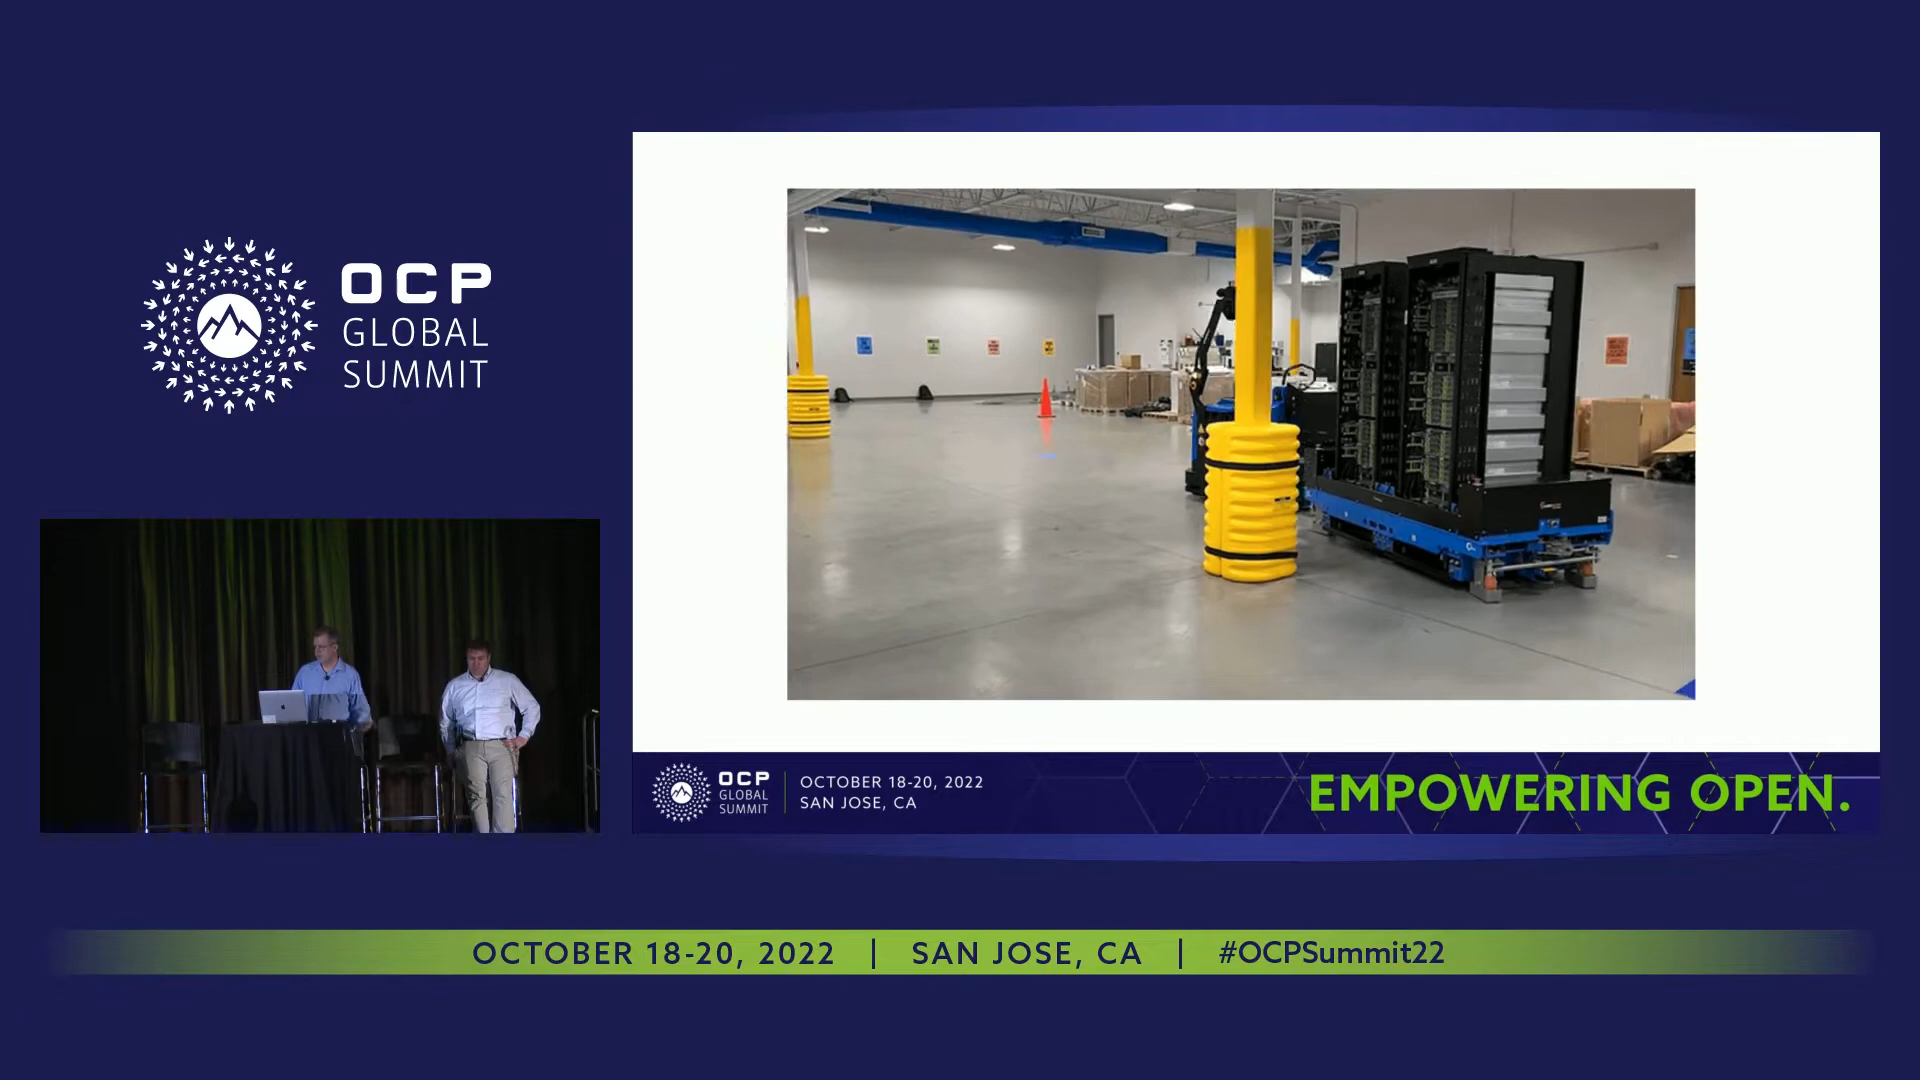 OCP
GLOBAL
SUMMIT
OCP
GLOBAL
SUMMIT
OCTOBER 18-20, 2022
SAN JOSE, CA
EMPOWERING OPEN.
OCTOBER 18-20, 2022 | SAN JOSE, CA | #OCPSummit22